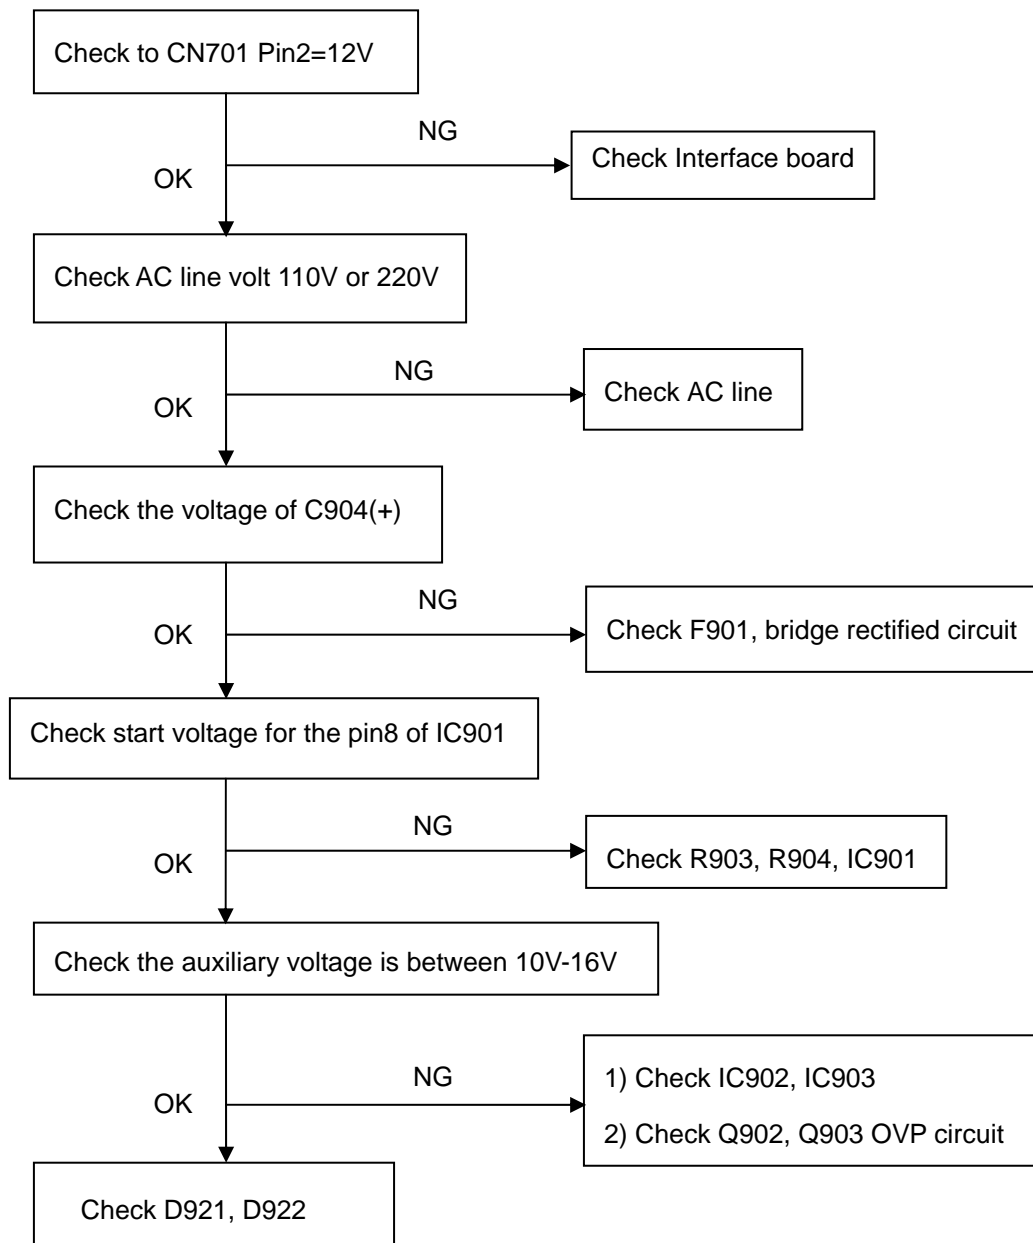 Check to CN701 Pin2=12V
NG
Check Interface board
OK
Check AC line volt 110V or 220V
NG
Check AC line
OK
Check the voltage of C904(+)
NG
Check F901, bridge rectified circuit
OK
Check start voltage for the pin8 of IC901
NG
Check R903, R904, IC901
OK
Check the auxiliary voltage is between 10V-16V
NG
1) Check IC902, IC903
OK
2) Check Q902, Q903 OVP circuit
Check D921, D922